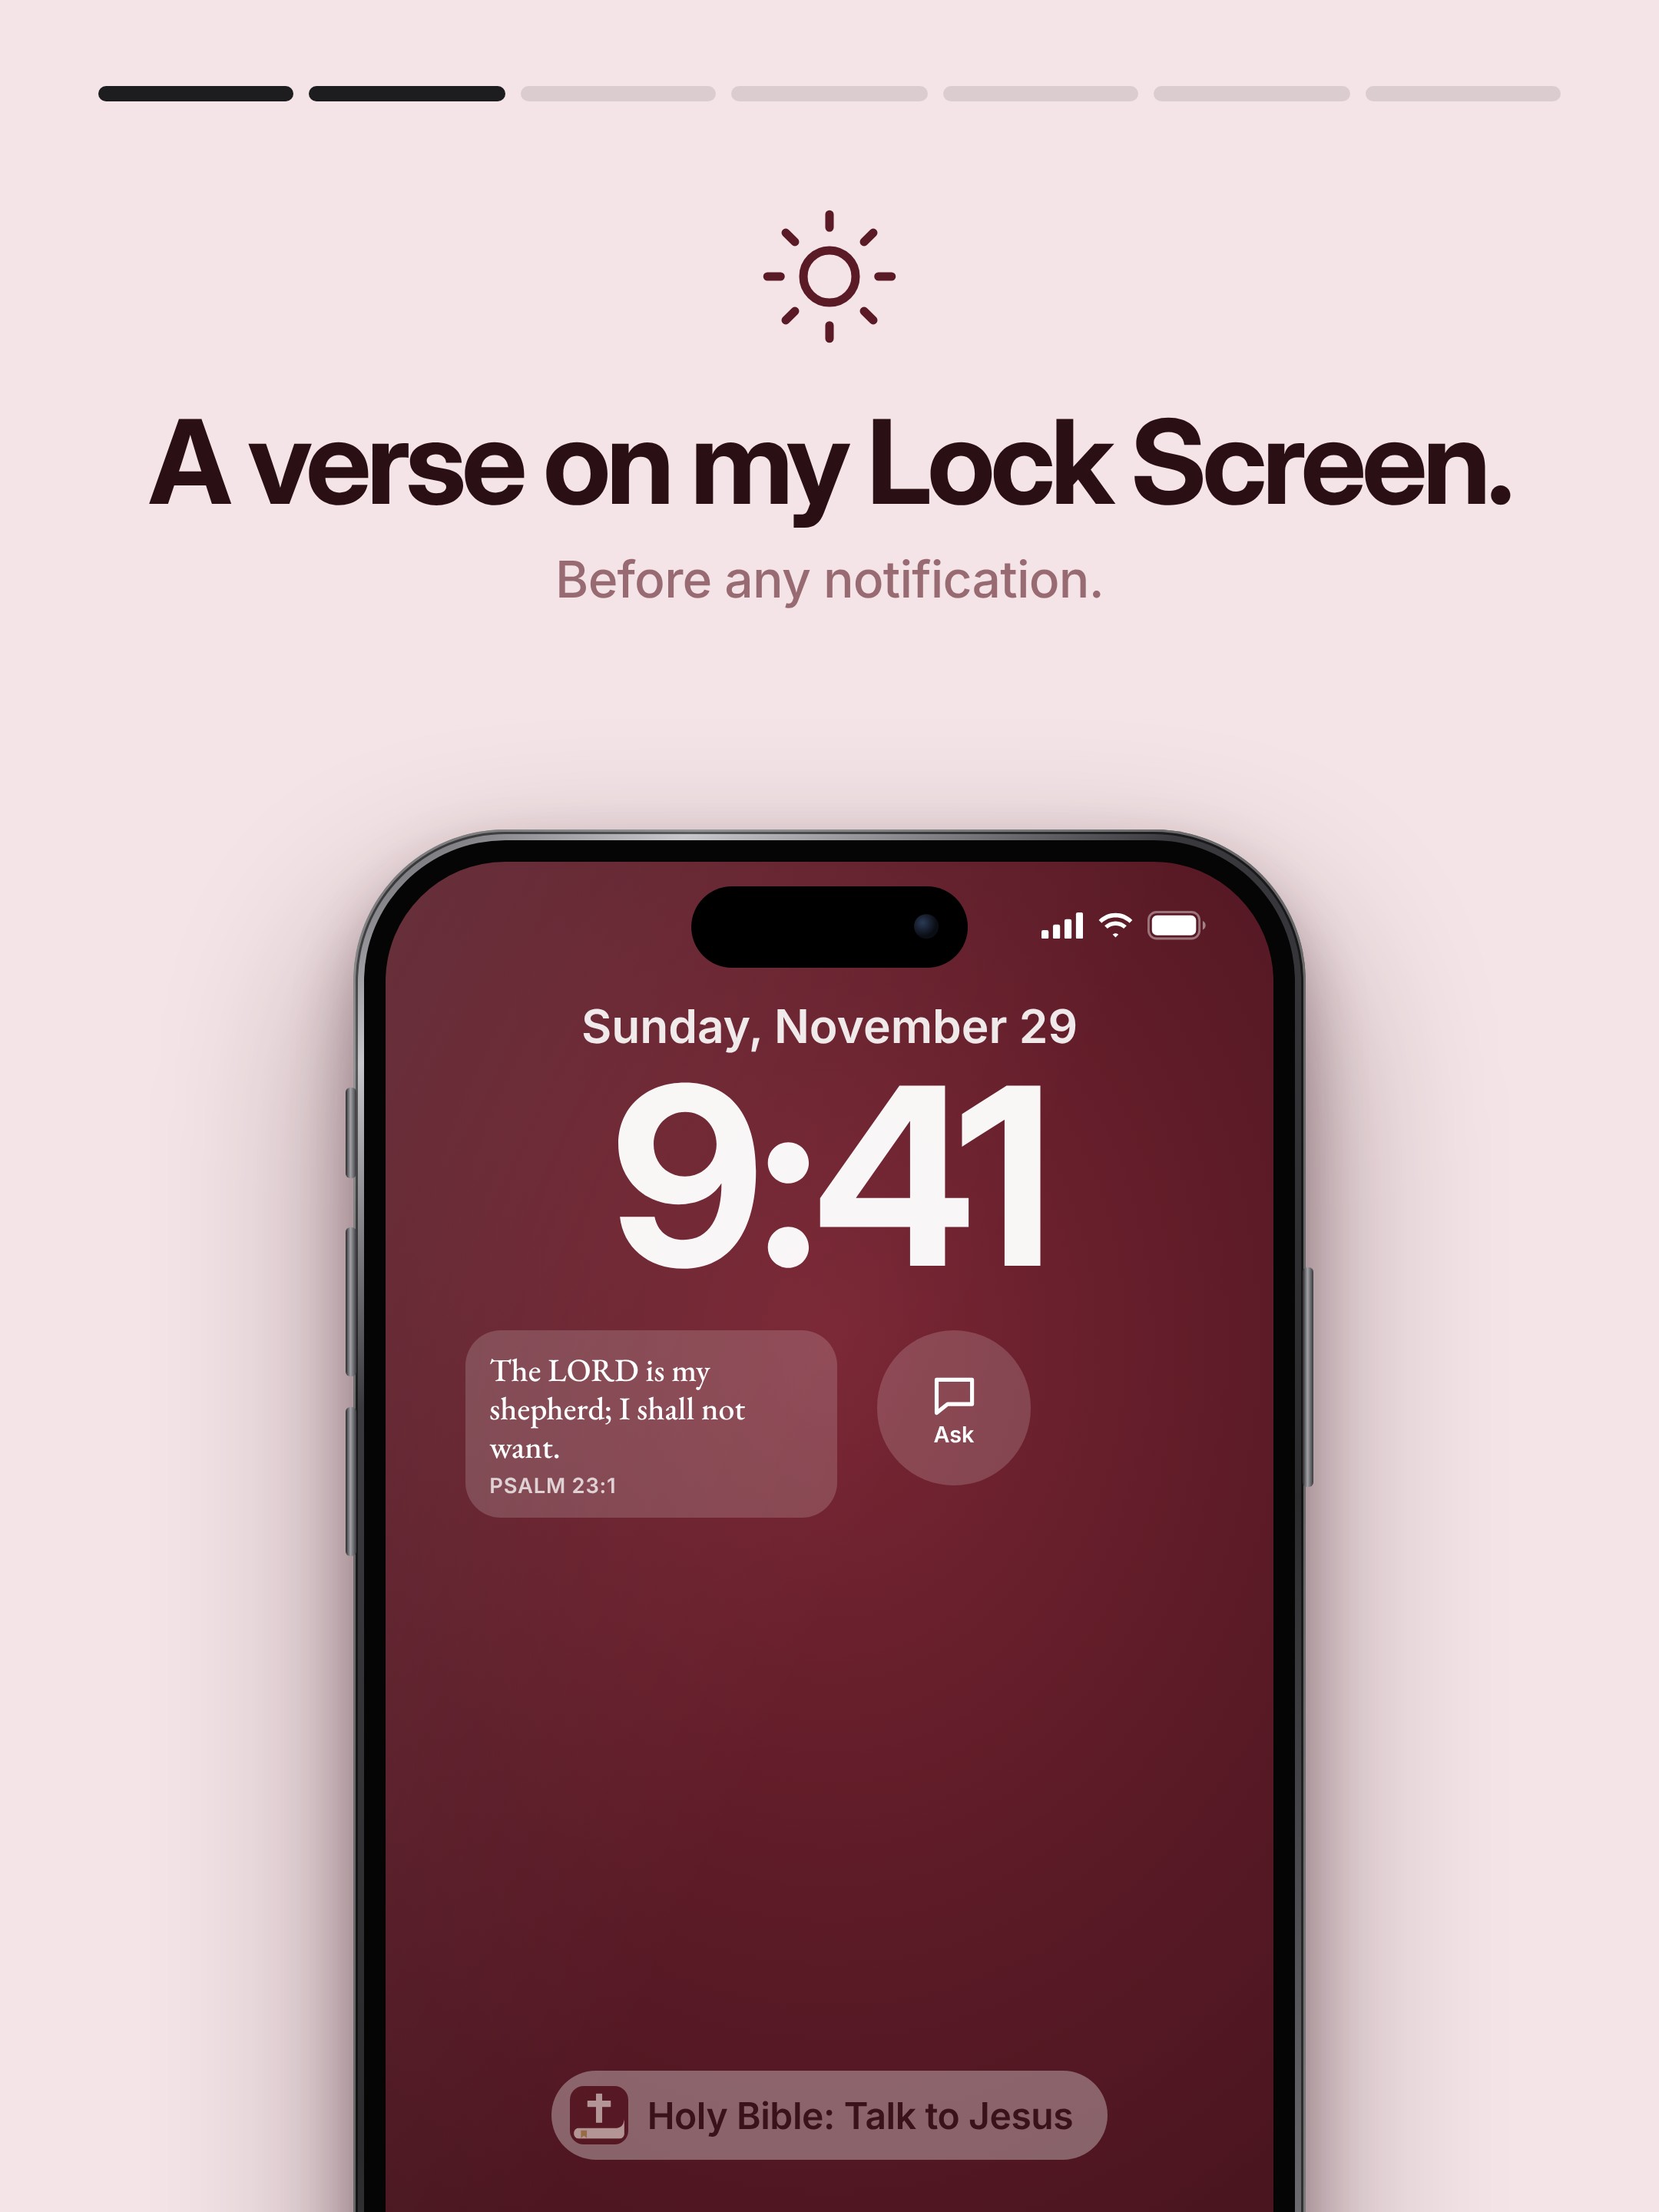 A verse on my Lock Screen.
Before any notification.
Sunday, November 29
9:41
The LORD is my
shepherd; I shall not
want.
PSALM 23:1
Ask
Holy Bible: Talk to Jesus